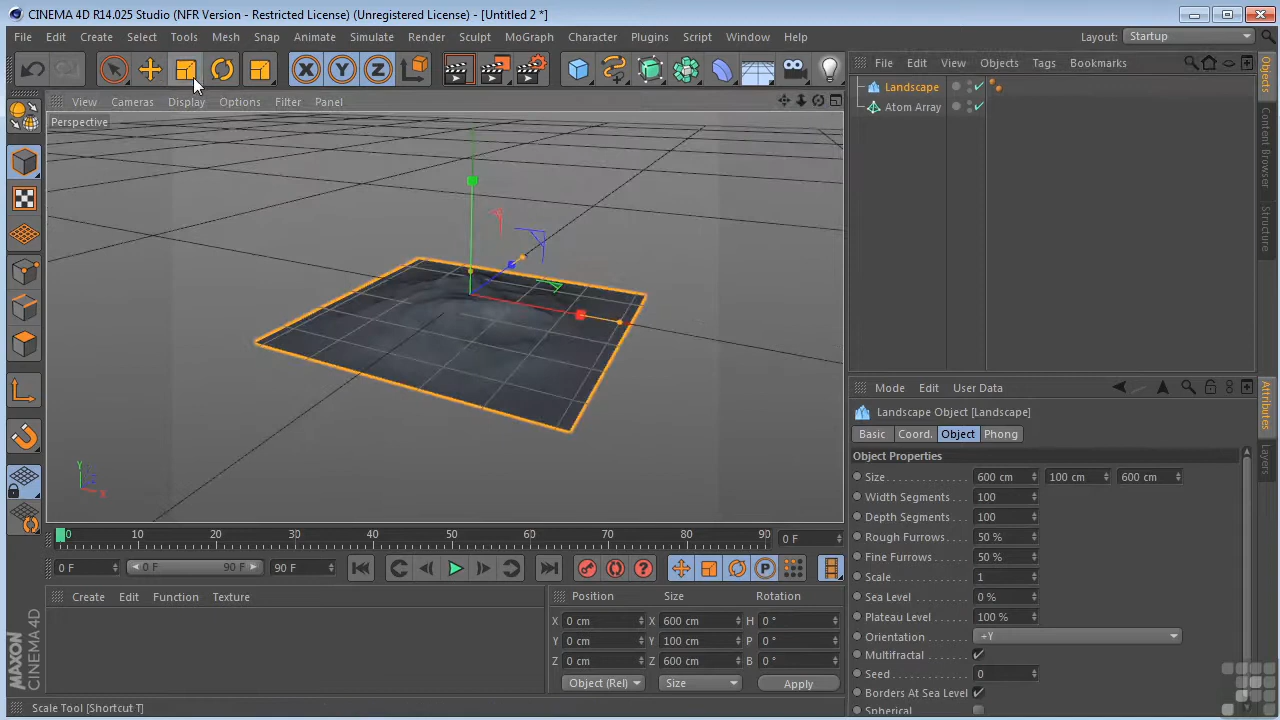 CINEMA 4D R14.025 Studio (NFR Version - Restricted License) (Unregistered License) - [Untitled 2 *]
File Edit Create Select Tools Mesh Snap Animate Simulate Render Sculpt MoGraph Character Plugins Script Window Help Layout: Startup
X Y Z
File Edit View Objects Tags Bookmarks
View Cameras Display Options Filter Panel
Perspective
Landscape
Atom Array
Objects
Content Browser
Structure
Y
X
Mode Edit User Data
Landscape Object [Landscape]
Basic Coord. Object Phong
Object Properties
Size 600 cm 100 cm 600 cm
Width Segments . . . 100
Depth Segments . . . 100
Rough Furrows . . . . 50 %
Fine Furrows . . . . . 50 %
Scale . . . . . . . . . . . 1
Sea Level . . . . . . . . 0 %
Plateau Level . . . . . 100 %
Orientation . . . . . . . +Y
Multifractal . . . . . . .
Seed . . . . . . . . . . . 0
Borders At Sea Level
Spherical
Attributes
Layers
0 10 20 30 40 50 60 70 80 90 0 F
0 F 0 F 90 F 90 F
P
Create Edit Function Texture
Position Size Rotation
X 0 cm X 600 cm H 0 °
Y 0 cm Y 100 cm P 0 °
Z 0 cm Z 600 cm B 0 °
Object (Rel) Size Apply
MAXON
CINEMA 4D
Scale Tool [Shortcut T]